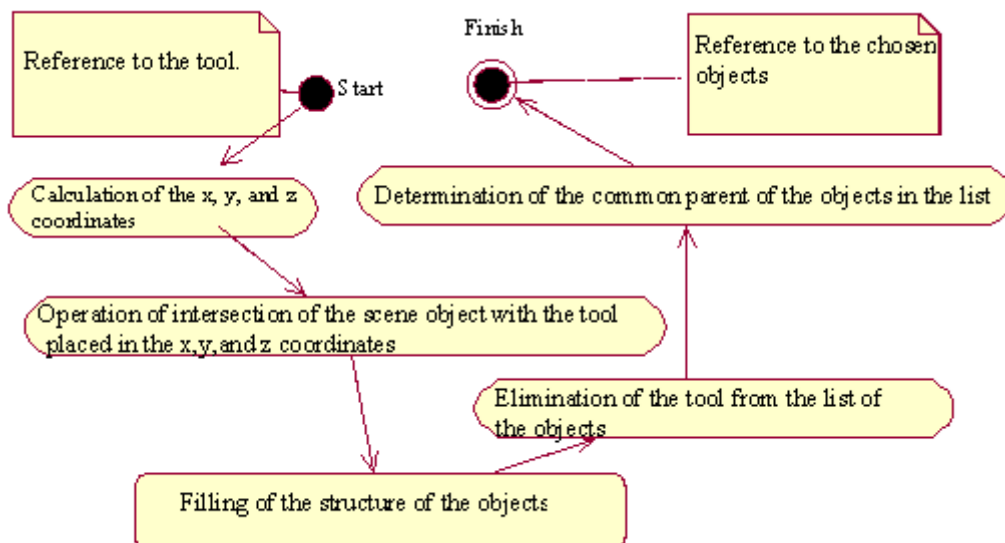 Reference to the tool.
Start
Finish
Reference to the chosen
objects
Calculation of the x, y, and z
coordinates
Determination of the common parent of the objects in the list
Operation of intersection of the scene object with the tool
placed in the x,y,and z coordinates
Elimination of the tool from the list of
the objects
Filling of the structure of the objects